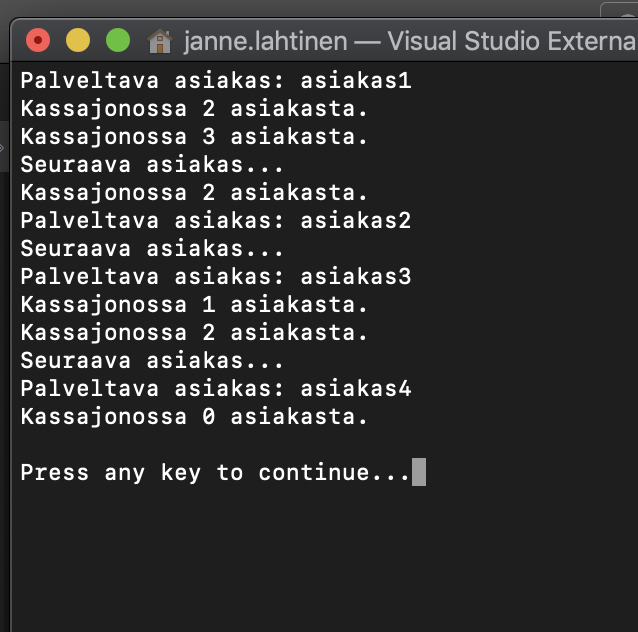 janne.lahtinen — Visual Studio Externa
Palveltava asiakas: asiakas1
Kassajonossa 2 asiakasta.
Kassajonossa 3 asiakasta.
Seuraava asiakas...
Kassajonossa 2 asiakasta.
Palveltava asiakas: asiakas2
Seuraava asiakas...
Palveltava asiakas: asiakas3
Kassajonossa 1 asiakasta.
Kassajonossa 2 asiakasta.
Seuraava asiakas...
Palveltava asiakas: asiakas4
Kassajonossa 0 asiakasta.
Press any key to continue...